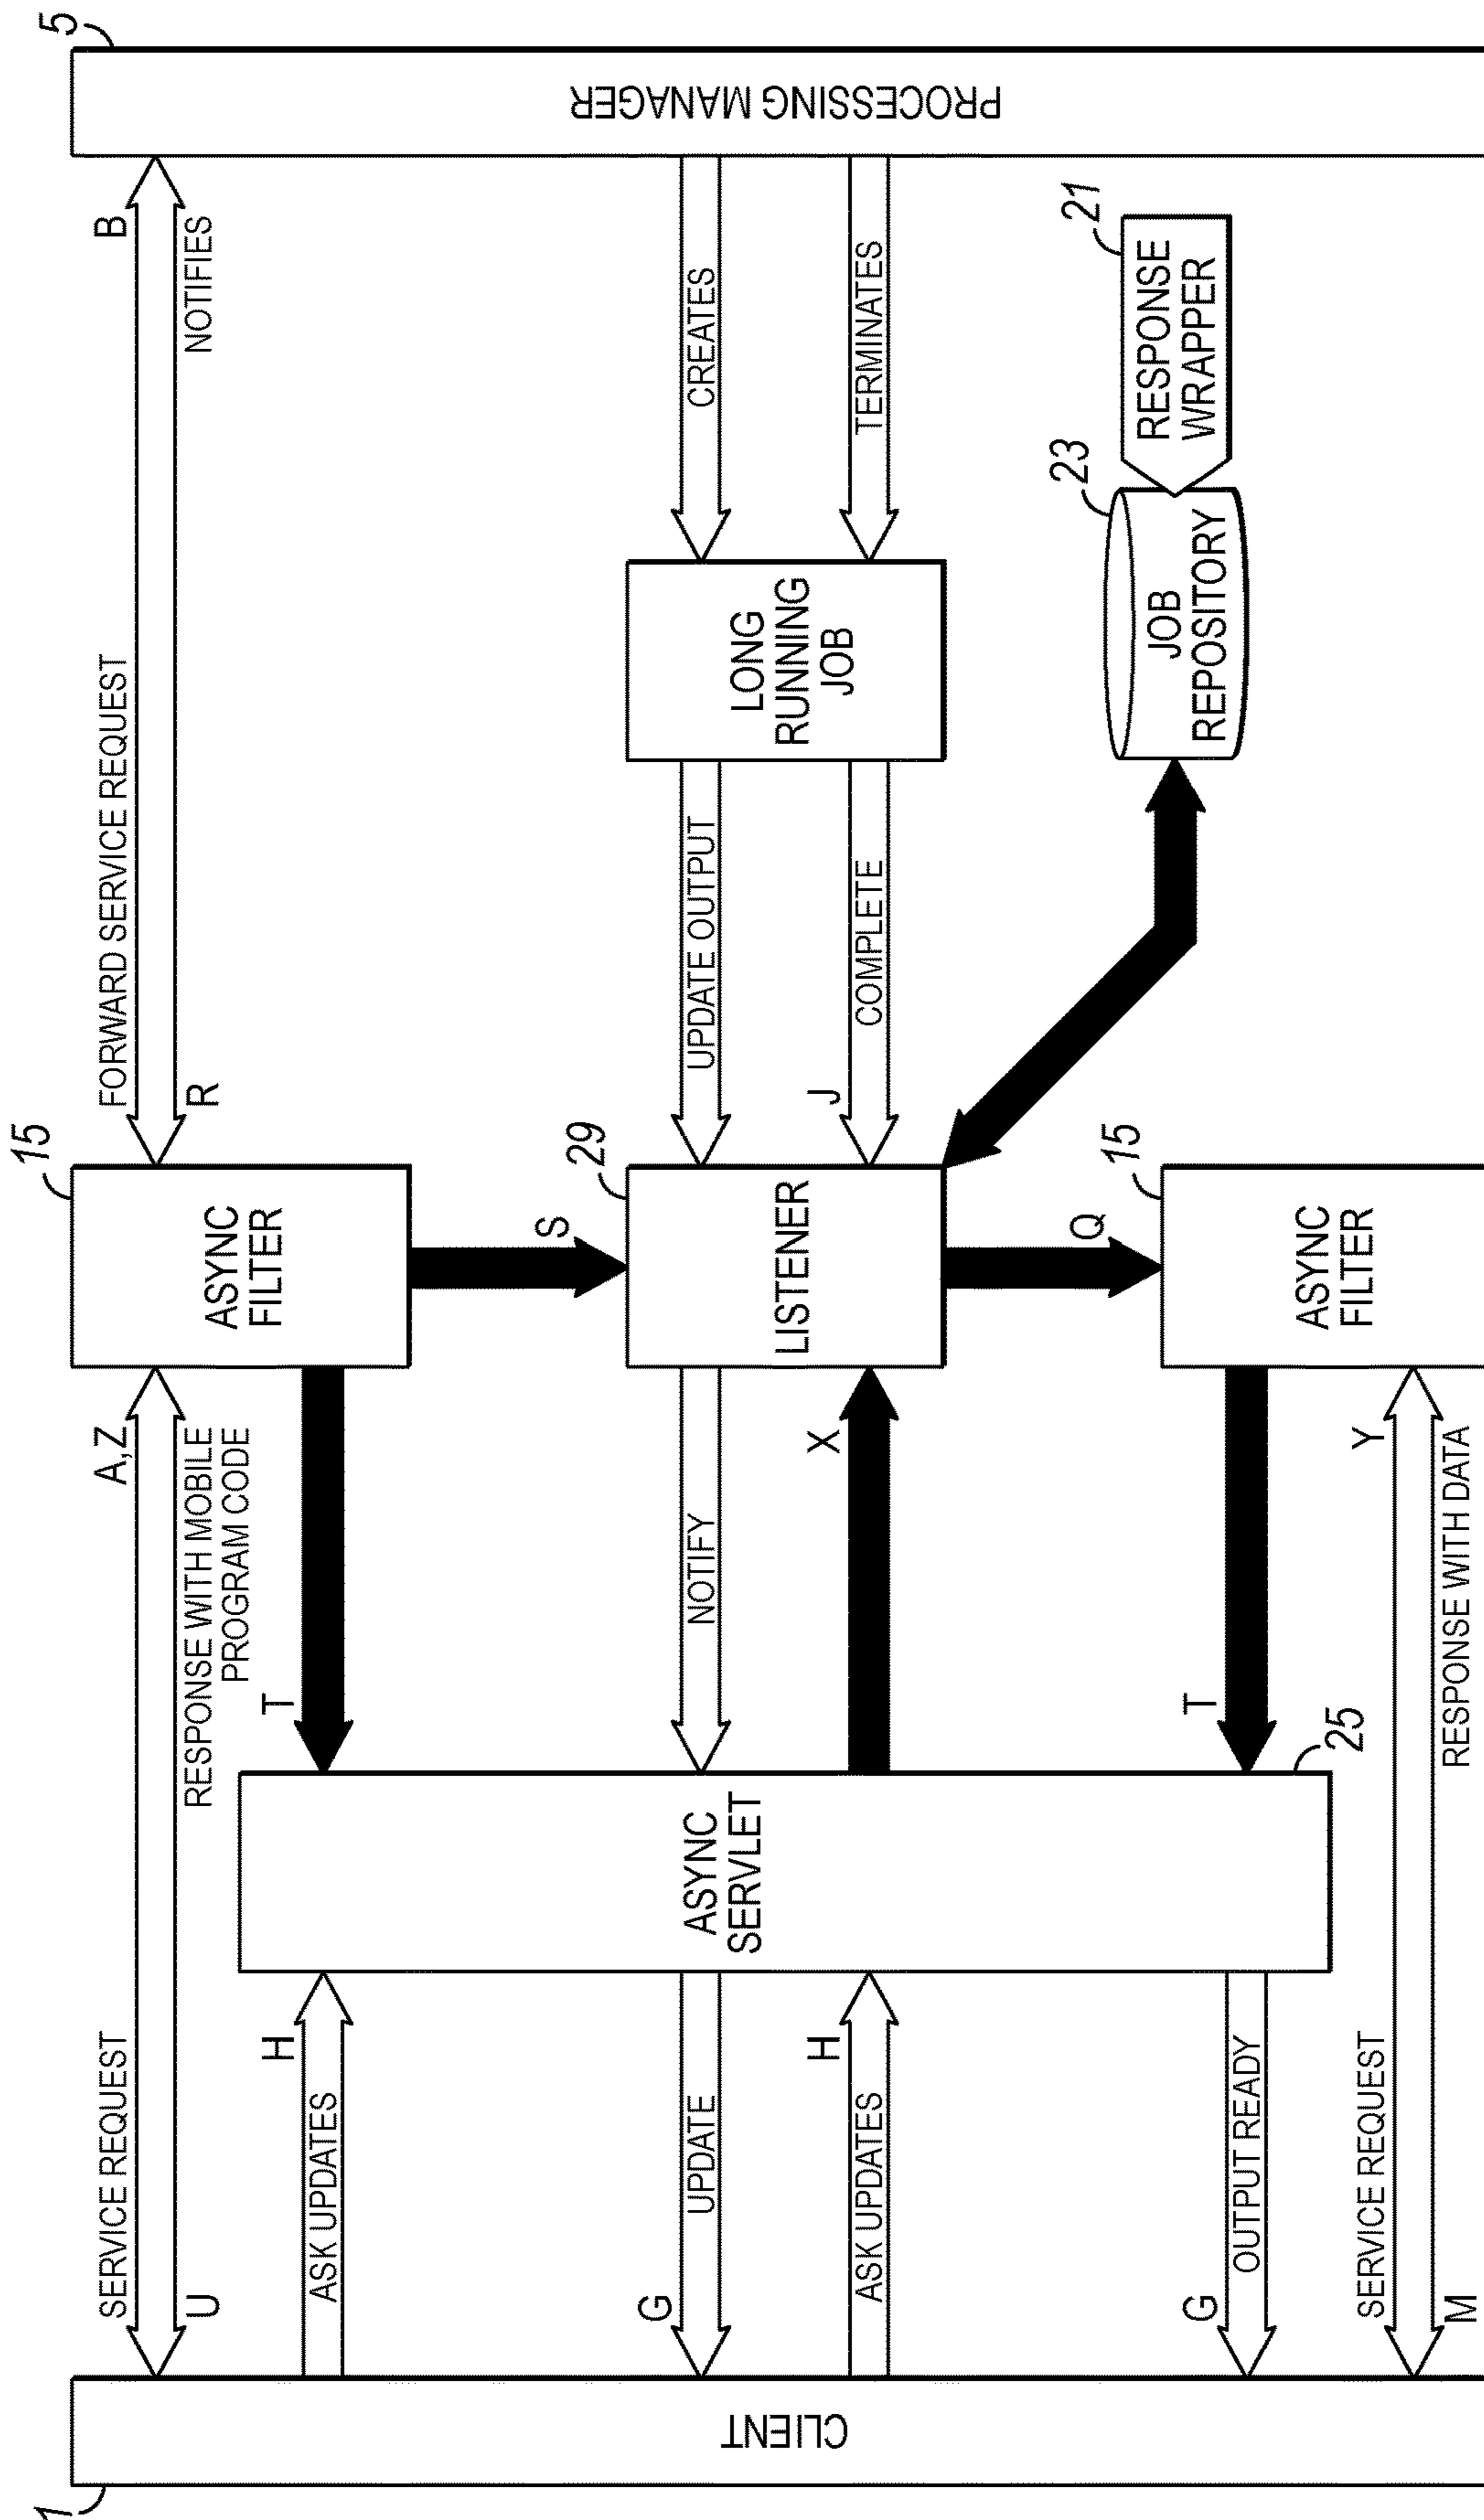 1
CLIENT
SERVICE REQUEST
U
A,Z
RESPONSE WITH MOBILE
PROGRAM CODE
15
ASYNC
FILTER
FORWARD SERVICE REQUEST
R
B
NOTIFIES
5
PROCESSING MANAGER
H
ASK UPDATES
T
S
G
UPDATE
ASYNC
SERVLET
NOTIFY
29
LISTENER
UPDATE OUTPUT
LONG
RUNNING
JOB
CREATES
H
ASK UPDATES
X
J
COMPLETE
TERMINATES
G
OUTPUT READY
T
25
Q
23
JOB
REPOSITORY
21
RESPONSE
WRAPPER
15
ASYNC
FILTER
SERVICE REQUEST
M
Y
RESPONSE WITH DATA